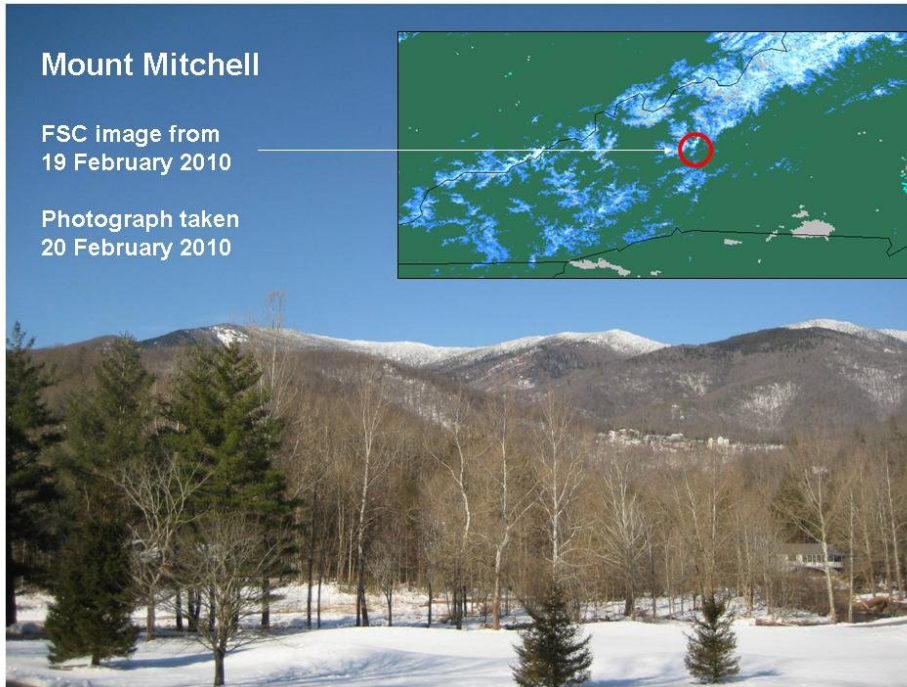 Mount Mitchell
FSC image from
19 February 2010
Photograph taken
20 February 2010